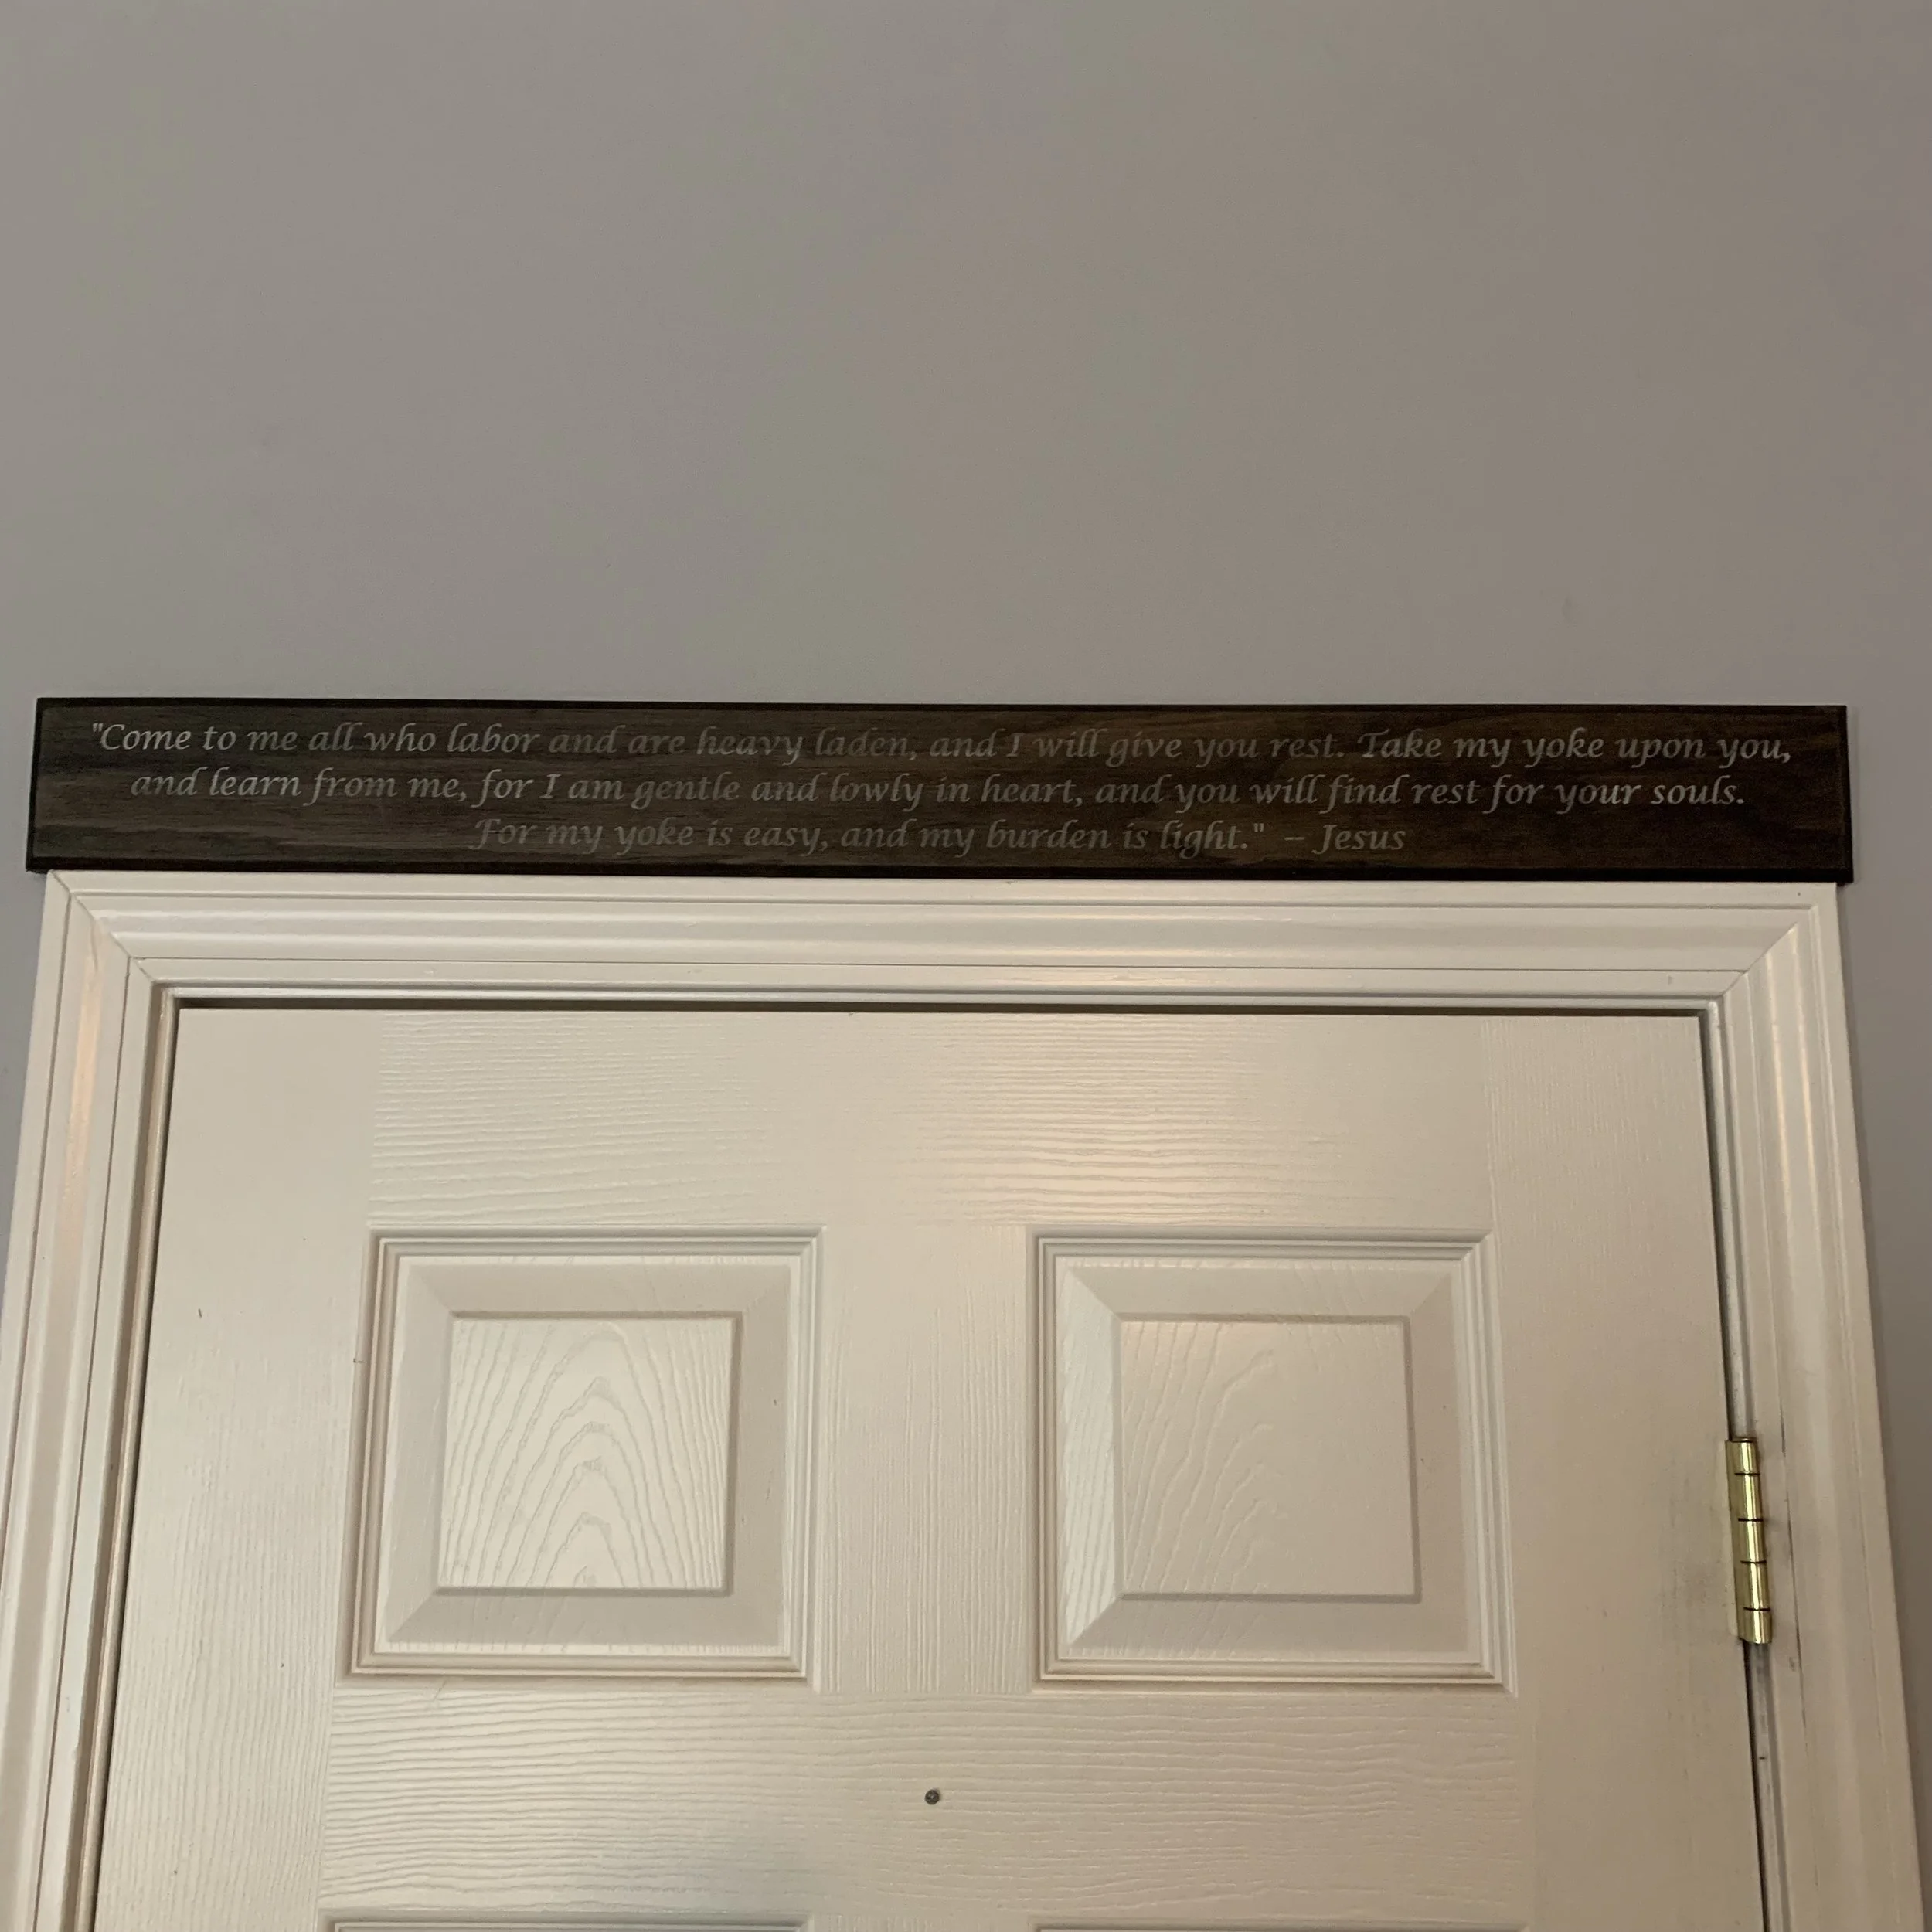 "Come to me all who labor and are heavy laden, and I will give you rest. Take my yoke upon you,
and learn from me, for I am gentle and lowly in heart, and you will find rest for your souls.
For my yoke is easy, and my burden is light." -- Jesus